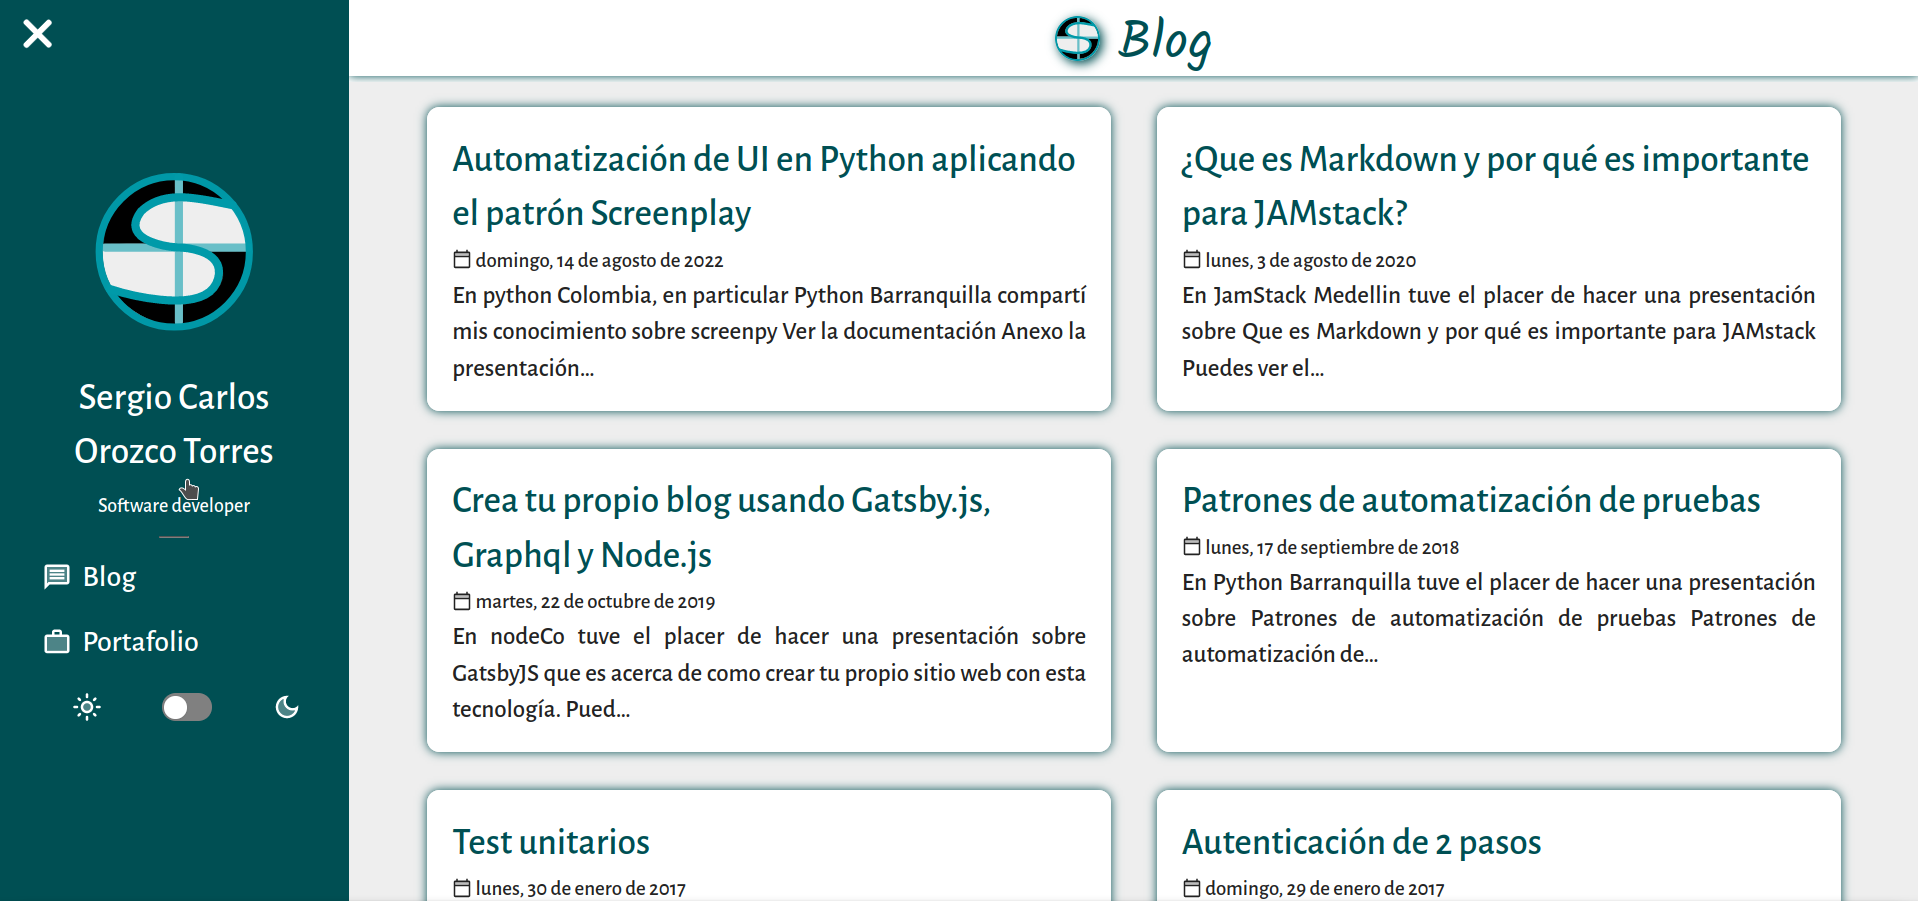 Blog
Sergio Carlos
Orozco Torres
Software developer
Blog
Portafolio
Automatización de UI en Python aplicando
el patrón Screenplay
domingo, 14 de agosto de 2022
En python Colombia, en particular Python Barranquilla compartí
mis conocimiento sobre screenpy Ver la documentación Anexo la
presentación...
¿Que es Markdown y por qué es importante
para JAMstack?
lunes, 3 de agosto de 2020
En JamStack Medellin tuve el placer de hacer una presentación
sobre Que es Markdown y por qué es importante para JAMstack
Puedes ver el...
Crea tu propio blog usando Gatsby.js,
Graphql y Node.js
martes, 22 de octubre de 2019
En nodeCo tuve el placer de hacer una presentación sobre
GatsbyJS que es acerca de como crear tu propio sitio web con esta
tecnología. Pued...
Patrones de automatización de pruebas
lunes, 17 de septiembre de 2018
En Python Barranquilla tuve el placer de hacer una presentación
sobre Patrones de automatización de pruebas Patrones de
automatización de...
Test unitarios
lunes, 30 de enero de 2017
Autenticación de 2 pasos
domingo, 29 de enero de 2017